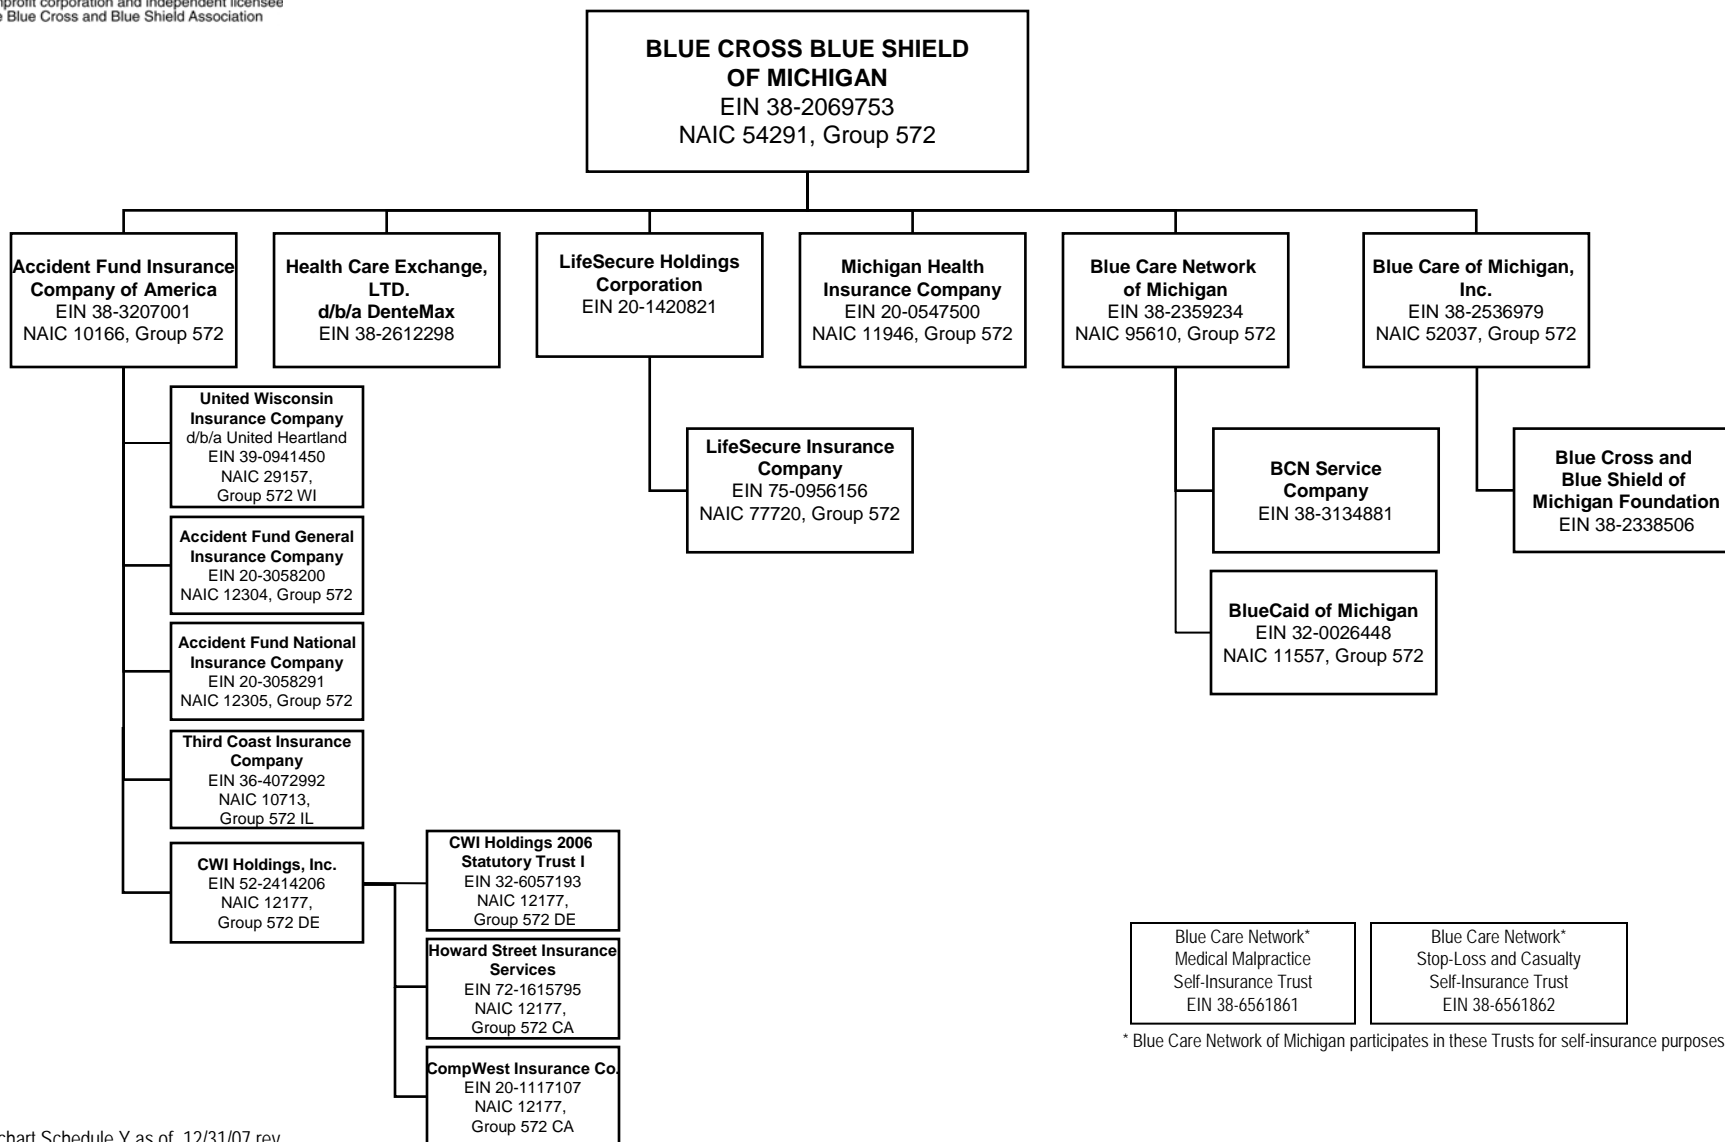 corporation and independent licensee
Blue Cross and Blue Shield Association
BLUE CROSS BLUE SHIELD
OF MICHIGAN
EIN 38-2069753
NAIC 54291, Group 572
Accident Fund Insurance
Company of America
EIN 38-3207001
NAIC 10166, Group 572
Health Care Exchange,
LTD.
d/b/a DenteMax
EIN 38-2612298
LifeSecure Holdings
Corporation
EIN 20-1420821
Michigan Health
Insurance Company
EIN 20-0547500
NAIC 11946, Group 572
Blue Care Network
of Michigan
EIN 38-2359234
NAIC 95610, Group 572
Blue Care of Michigan,
Inc.
EIN 38-2536979
NAIC 52037, Group 572
United Wisconsin
Insurance Company
d/b/a United Heartland
EIN 39-0941450
NAIC 29157,
Group 572 WI
Accident Fund General
Insurance Company
EIN 20-3058200
NAIC 12304, Group 572
Accident Fund National
Insurance Company
EIN 20-3058291
NAIC 12305, Group 572
Third Coast Insurance
Company
EIN 36-4072992
NAIC 10713,
Group 572 IL
CWI Holdings, Inc.
EIN 52-2414206
NAIC 12177,
Group 572 DE
CWI Holdings 2006
Statutory Trust I
EIN 32-6057193
NAIC 12177,
Group 572 DE
Howard Street Insurance
Services
EIN 72-1615795
NAIC 12177,
Group 572 CA
CompWest Insurance Co.
EIN 20-1117107
NAIC 12177,
Group 572 CA
LifeSecure Insurance
Company
EIN 75-0956156
NAIC 77720, Group 572
BCN Service
Company
EIN 38-3134881
BlueCaid of Michigan
EIN 32-0026448
NAIC 11557, Group 572
Blue Cross and
Blue Shield of
Michigan Foundation
EIN 38-2338506
Blue Care Network*
Medical Malpractice
Self-Insurance Trust
EIN 38-6561861
Blue Care Network*
Stop-Loss and Casualty
Self-Insurance Trust
EIN 38-6561862
* Blue Care Network of Michigan participates in these Trusts for self-insurance purposes
chart Schedule Y as of 12/31/07 rev